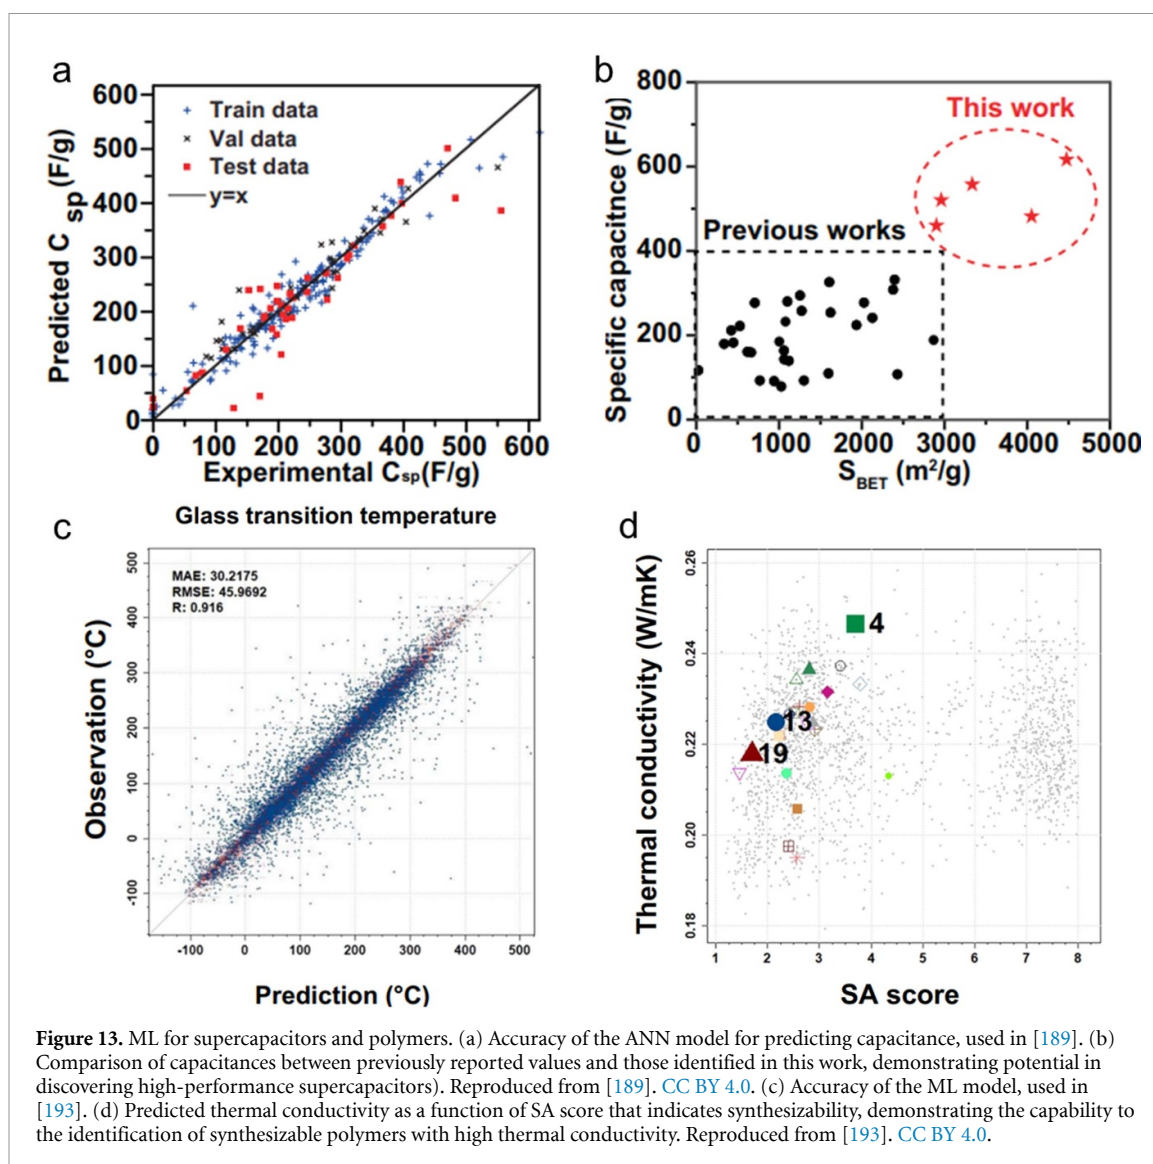 a
600
500
400
300
200
100
0
Predicted C sp (F/g)
+ Train data
× Val data
Test data
y=x
0 100 200 300 400 500 600
Experimental Csp(F/g)
b
800
600
400
200
0
Specific capacitnce (F/g)
This work
Previous works
0 1000 2000 3000 4000 5000
SBET (m²/g)
c
Glass transition temperature
MAE: 30.2175
RMSE: 45.9692
R: 0.916
500
400
300
200
100
0
-100
Observation (°C)
-100 0 100 200 300 400 500
Prediction (°C)
d
0.26
0.24
0.22
0.20
0.18
Thermal conductivity (W/mK)
4
13
19
1 2 3 4 5 6 7 8
SA score
Figure 13. ML for supercapacitors and polymers. (a) Accuracy of the ANN model for predicting capacitance, used in [189]. (b)
Comparison of capacitances between previously reported values and those identified in this work, demonstrating potential in
discovering high-performance supercapacitors). Reproduced from [189]. CC BY 4.0. (c) Accuracy of the ML model, used in
[193]. (d) Predicted thermal conductivity as a function of SA score that indicates synthesizability, demonstrating the capability to
the identification of synthesizable polymers with high thermal conductivity. Reproduced from [193]. CC BY 4.0.